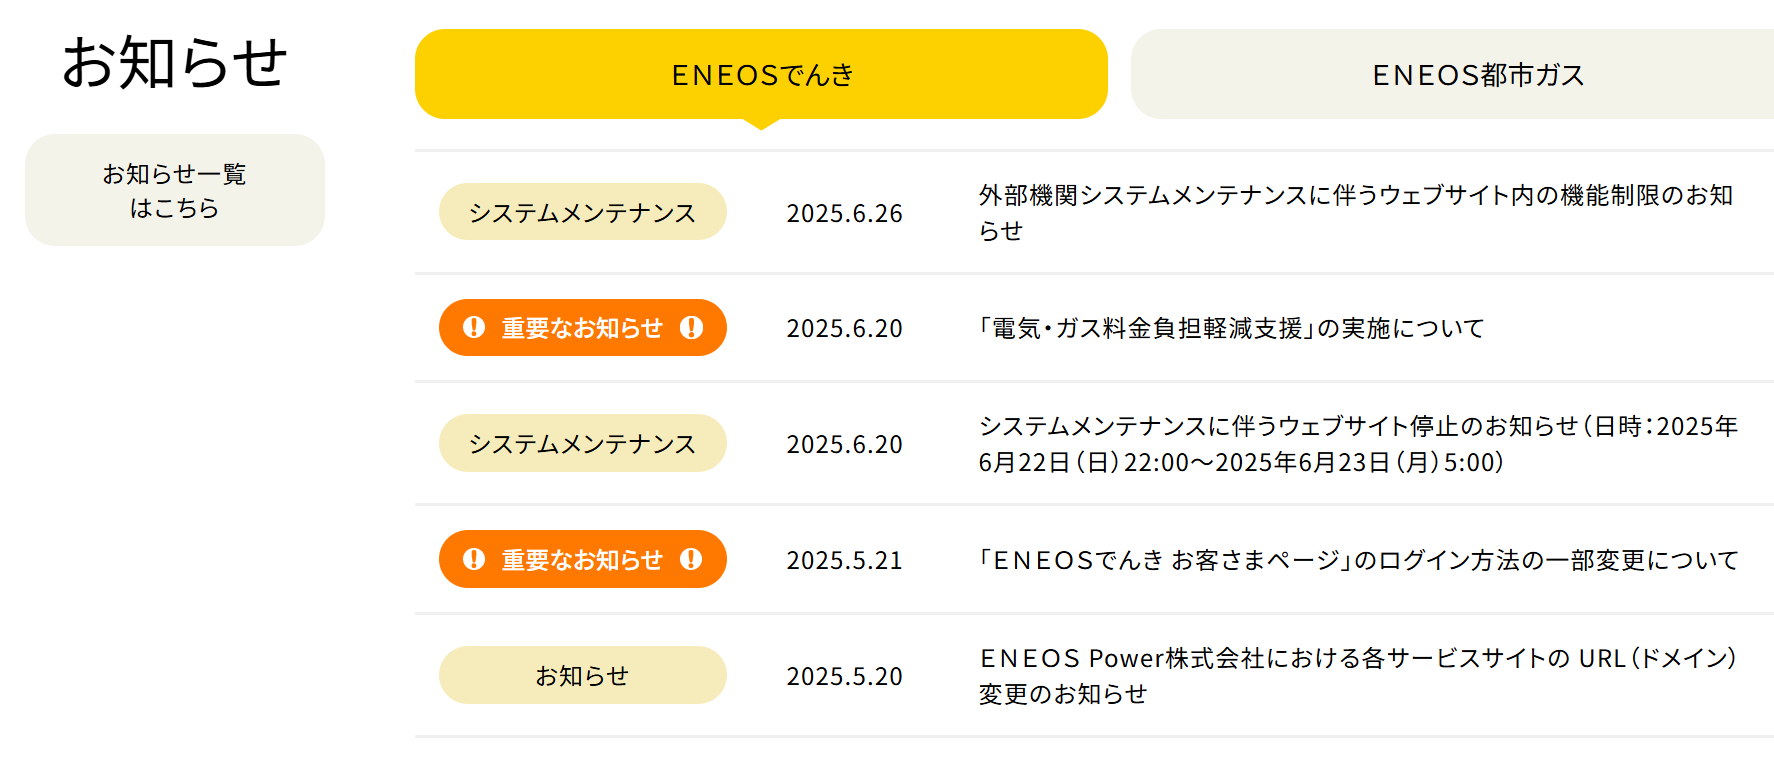 お知らせ
お知らせ一覧
はこちら
ENEOSでんき
ENEOS都市ガス
システムメンテナンス
2025.6.26
外部機関システムメンテナンスに伴うウェブサイト内の機能制限のお知
らせ
重要なお知らせ
2025.6.20
「電気・ガス料金負担軽減支援」の実施について
システムメンテナンス
2025.6.20
システムメンテナンスに伴うウェブサイト停止のお知らせ（日時：2025年
6月22日（日）22:00～2025年6月23日（月）5:00）
重要なお知らせ
2025.5.21
「ENEOSでんき お客さまページ」のログイン方法の一部変更について
お知らせ
2025.5.20
ENEOS Power株式会社における各サービスサイトの URL（ドメイン）
変更のお知らせ